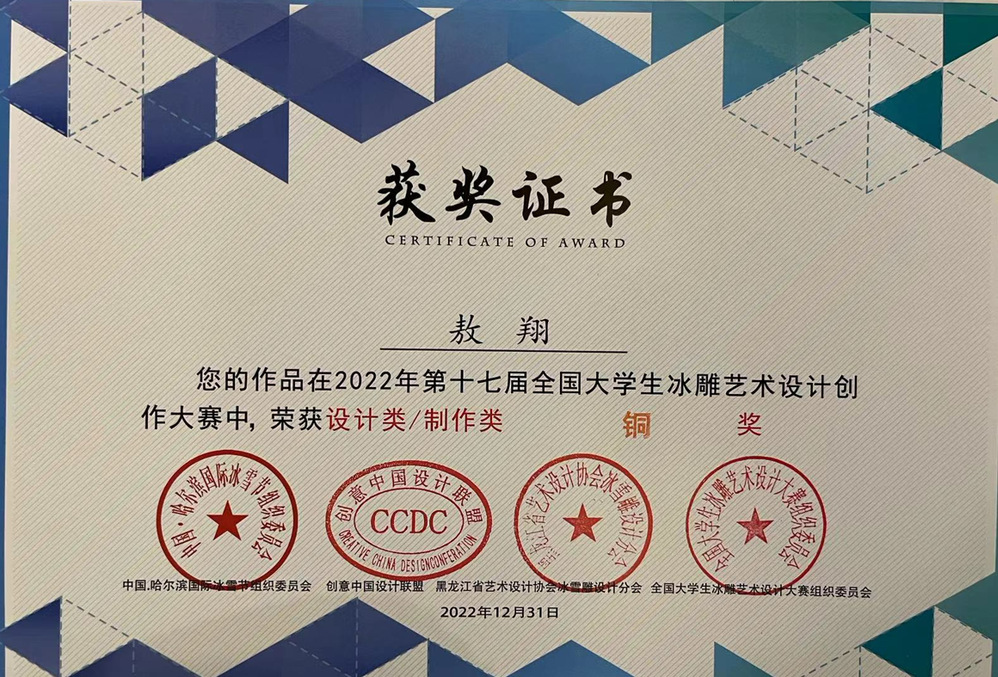 获奖证书
CERTIFICATE OF AWARD
敖 翔
您的作品在2022年第十七届全国大学生冰雕艺术设计创
作大赛中,荣获设计类/制作类 铜 奖
中国·哈尔滨国际冰雪节组织委员会
创意中国设计联盟
CCDC
CREATIVE CHINA DESIGNCONFERATION
黑龙江省艺术设计协会冰雪雕设计分会
全国大学生冰雕艺术设计大赛组织委员会
中国.哈尔滨国际冰雪节组织委员会 创意中国设计联盟 黑龙江省艺术设计协会冰雪雕设计分会 全国大学生冰雕艺术设计大赛组织委员会
2022年12月31日